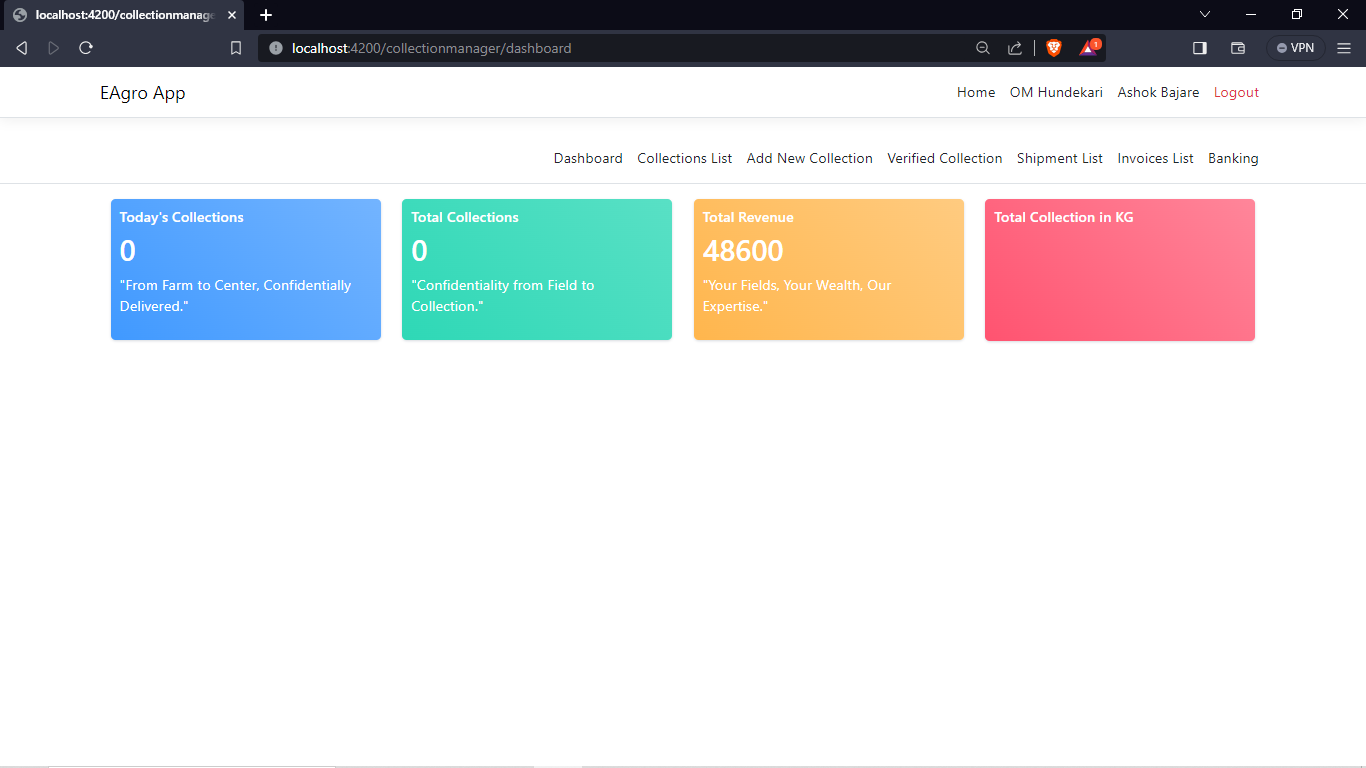 localhost:4200/collectionmanage
localhost:4200/collectionmanager/dashboard
1
VPN
EAgro App
Home OM Hundekari Ashok Bajare Logout
Dashboard Collections List Add New Collection Verified Collection Shipment List Invoices List Banking
Today's Collections
0
"From Farm to Center, Confidentially
Delivered."
Total Collections
0
"Confidentiality from Field to
Collection."
Total Revenue
48600
"Your Fields, Your Wealth, Our
Expertise."
Total Collection in KG